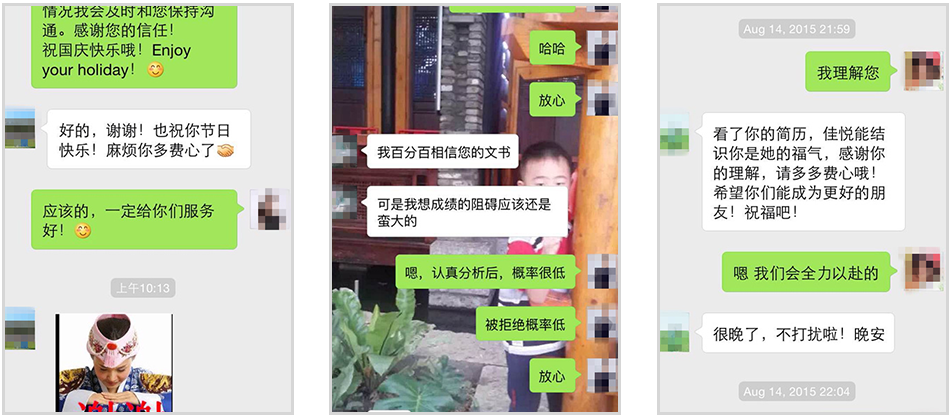 情况我会及时和您保持沟
通。感谢您的信任！
祝国庆快乐哦！Enjoy
your holiday！
好的，谢谢！也祝你节日
快乐！麻烦你多费心了
应该的，一定给你们服务
好！
上午10:13
谢谢
哈哈
放心
我百分百相信您的文书
可是我想成绩的阻碍应该还是
蛮大的
嗯，认真分析后，概率很低
被拒绝概率低
放心
Aug 14, 2015 21:59
我理解您
看了你的简历，佳悦能结
识你是她的福气，感谢你
的理解，请多多费心哦！
希望你们能成为更好的朋
友！祝福吧！
嗯 我们会全力以赴的
很晚了，不打扰啦！晚安
Aug 14, 2015 22:04